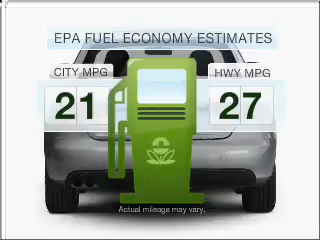 EPA FUEL ECONOMY ESTIMATES
CITY MPG
HWY MPG
21
27
Actual mileage may vary.